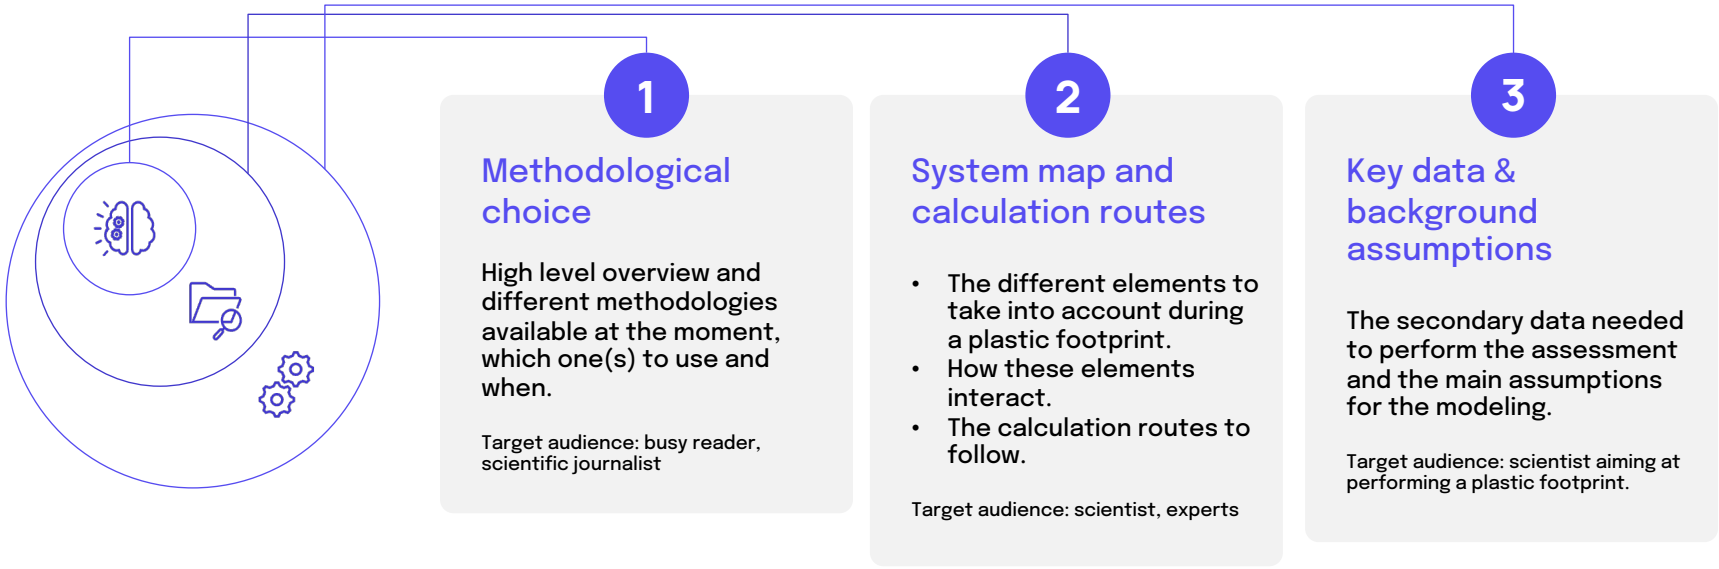 1
Methodological
choice
High level overview and
different methodologies
available at the moment,
which one(s) to use and
when.
Target audience: busy reader,
scientific journalist
2
System map and
calculation routes
• The different elements to
take into account during
a plastic footprint.
• How these elements
interact.
• The calculation routes to
follow.
Target audience: scientist, experts
3
Key data &
background
assumptions
The secondary data needed
to perform the assessment
and the main assumptions
for the modeling.
Target audience: scientist aiming at
performing a plastic footprint.